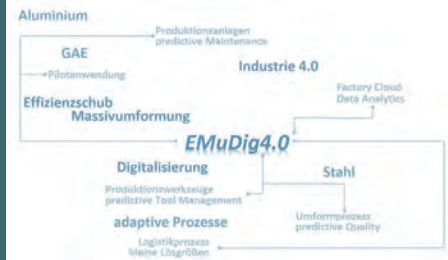 Aluminium
Produktionsanlagen
predictive Maintenance
GAE
Industrie 4.0
Pilotanwendung
Factory Cloud
Data Analytics
Effizienzschub
Massivumformung
EMuDig4.0
Digitalisierung
Stahl
Produktionswerkzeuge
predictive Tool Management
adaptive Prozesse
Umformprozess
predictive Quality
Logistikprozess
kleine Losgrößen